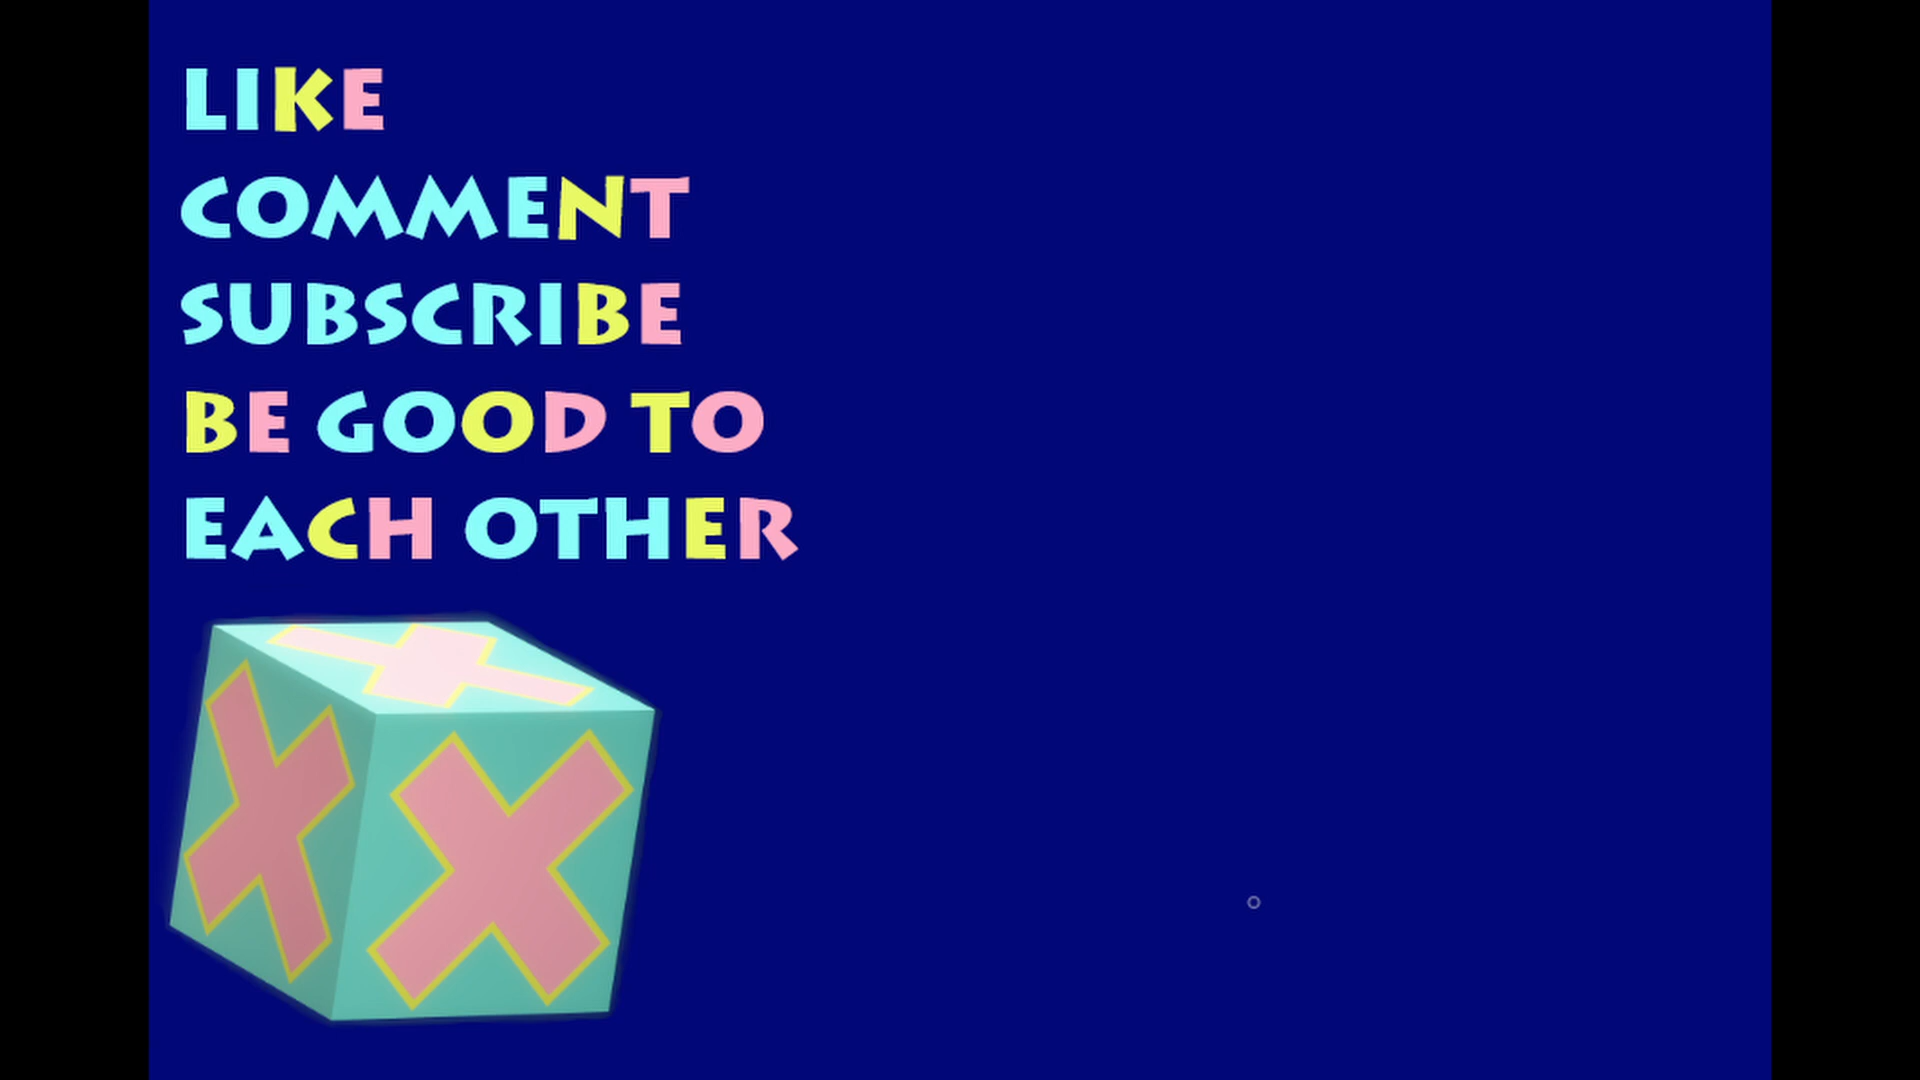 LIKE
COMMENT
SUBSCRIBE
BE GOOD TO
EACH OTHER
X
X
X